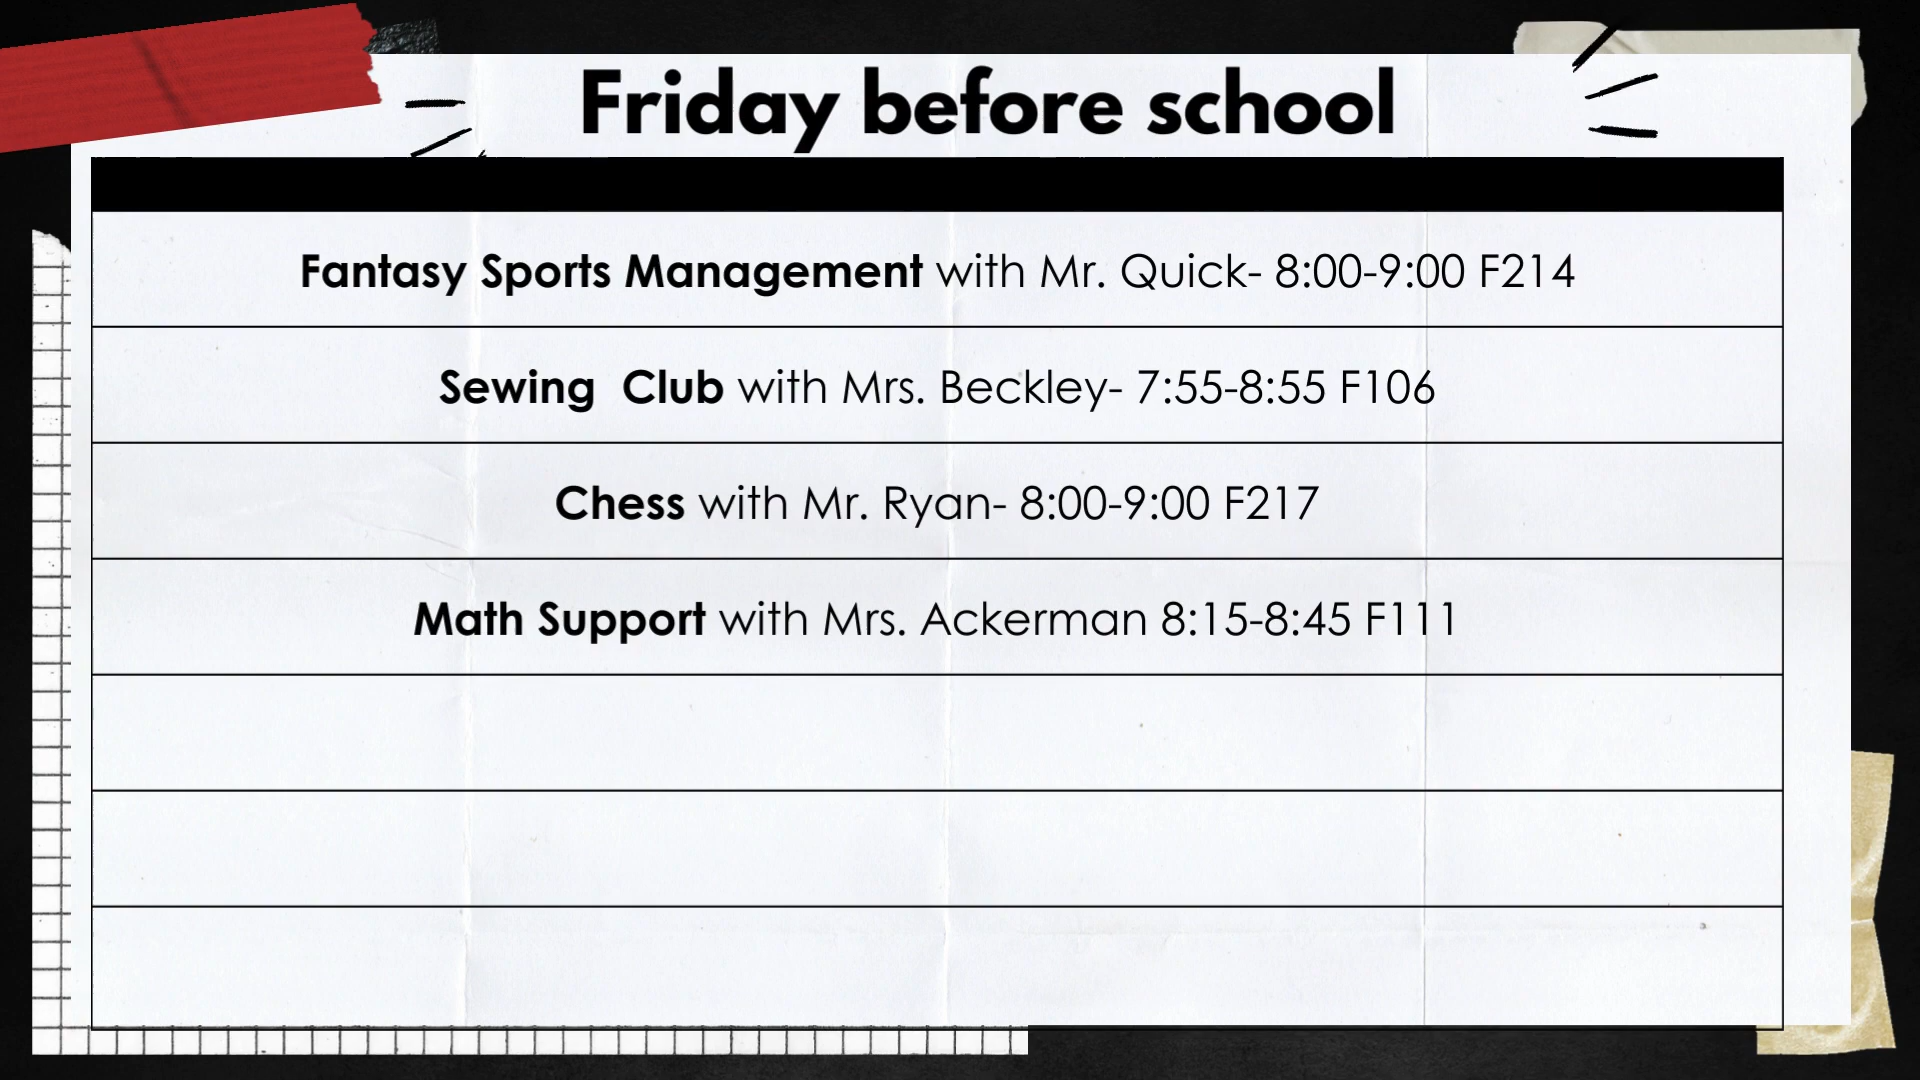 Friday before school
Fantasy Sports Management with Mr. Quick- 8:00-9:00 F214
Sewing  Club with Mrs. Beckley- 7:55-8:55 F106
Chess with Mr. Ryan- 8:00-9:00 F217
Math Support with Mrs. Ackerman 8:15-8:45 F111